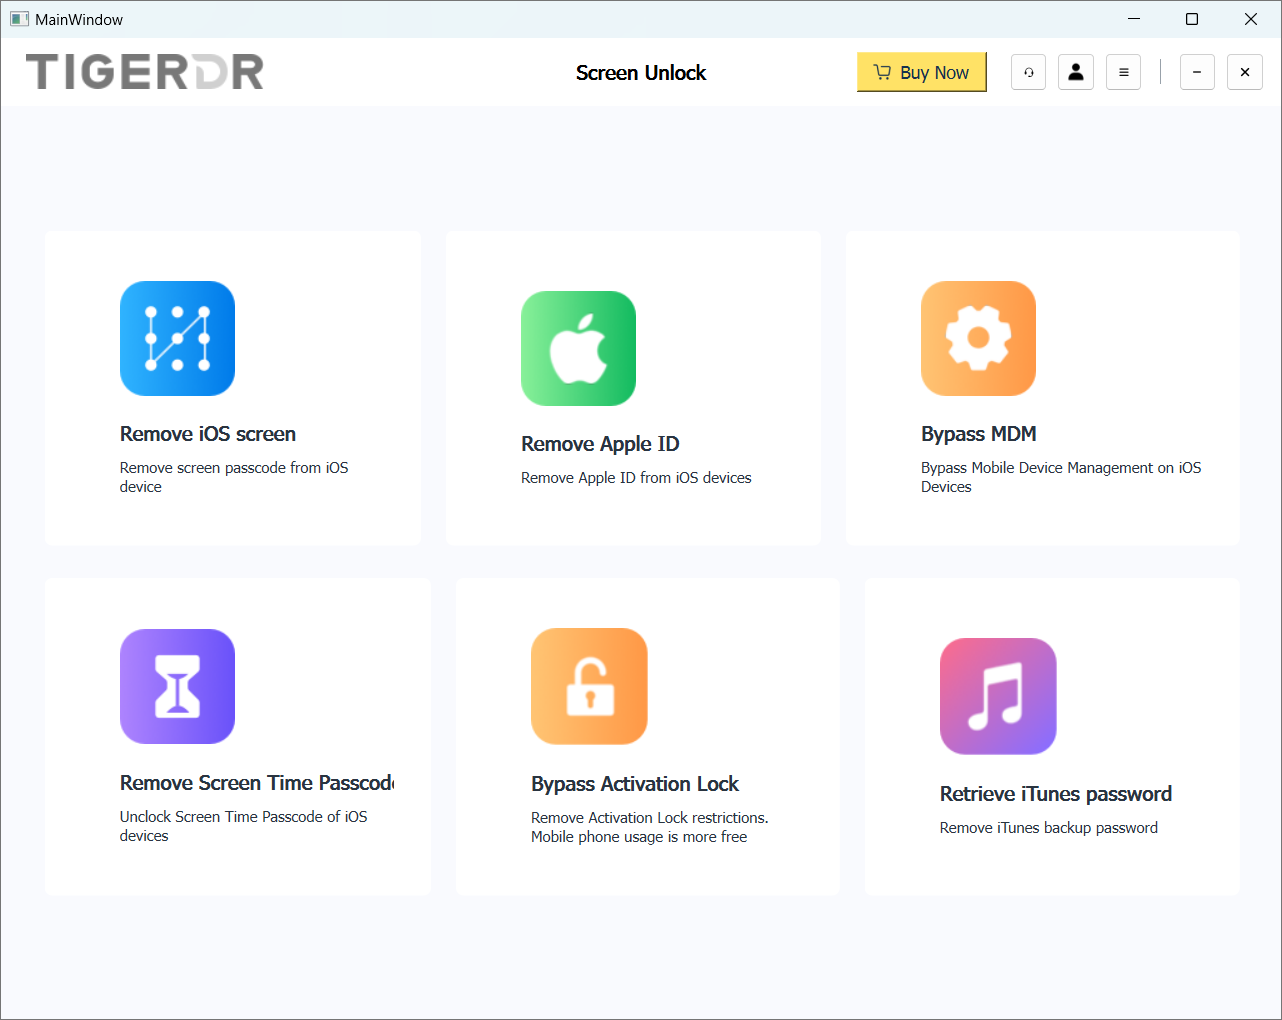 MainWindow
TIGERDR
Screen Unlock
Buy Now
Remove iOS screen
Remove screen passcode from iOS
device
Remove Apple ID
Remove Apple ID from iOS devices
Bypass MDM
Bypass Mobile Device Management on iOS
Devices
Remove Screen Time Passcode
Unclock Screen Time Passcode of iOS
devices
Bypass Activation Lock
Remove Activation Lock restrictions.
Mobile phone usage is more free
Retrieve iTunes password
Remove iTunes backup password